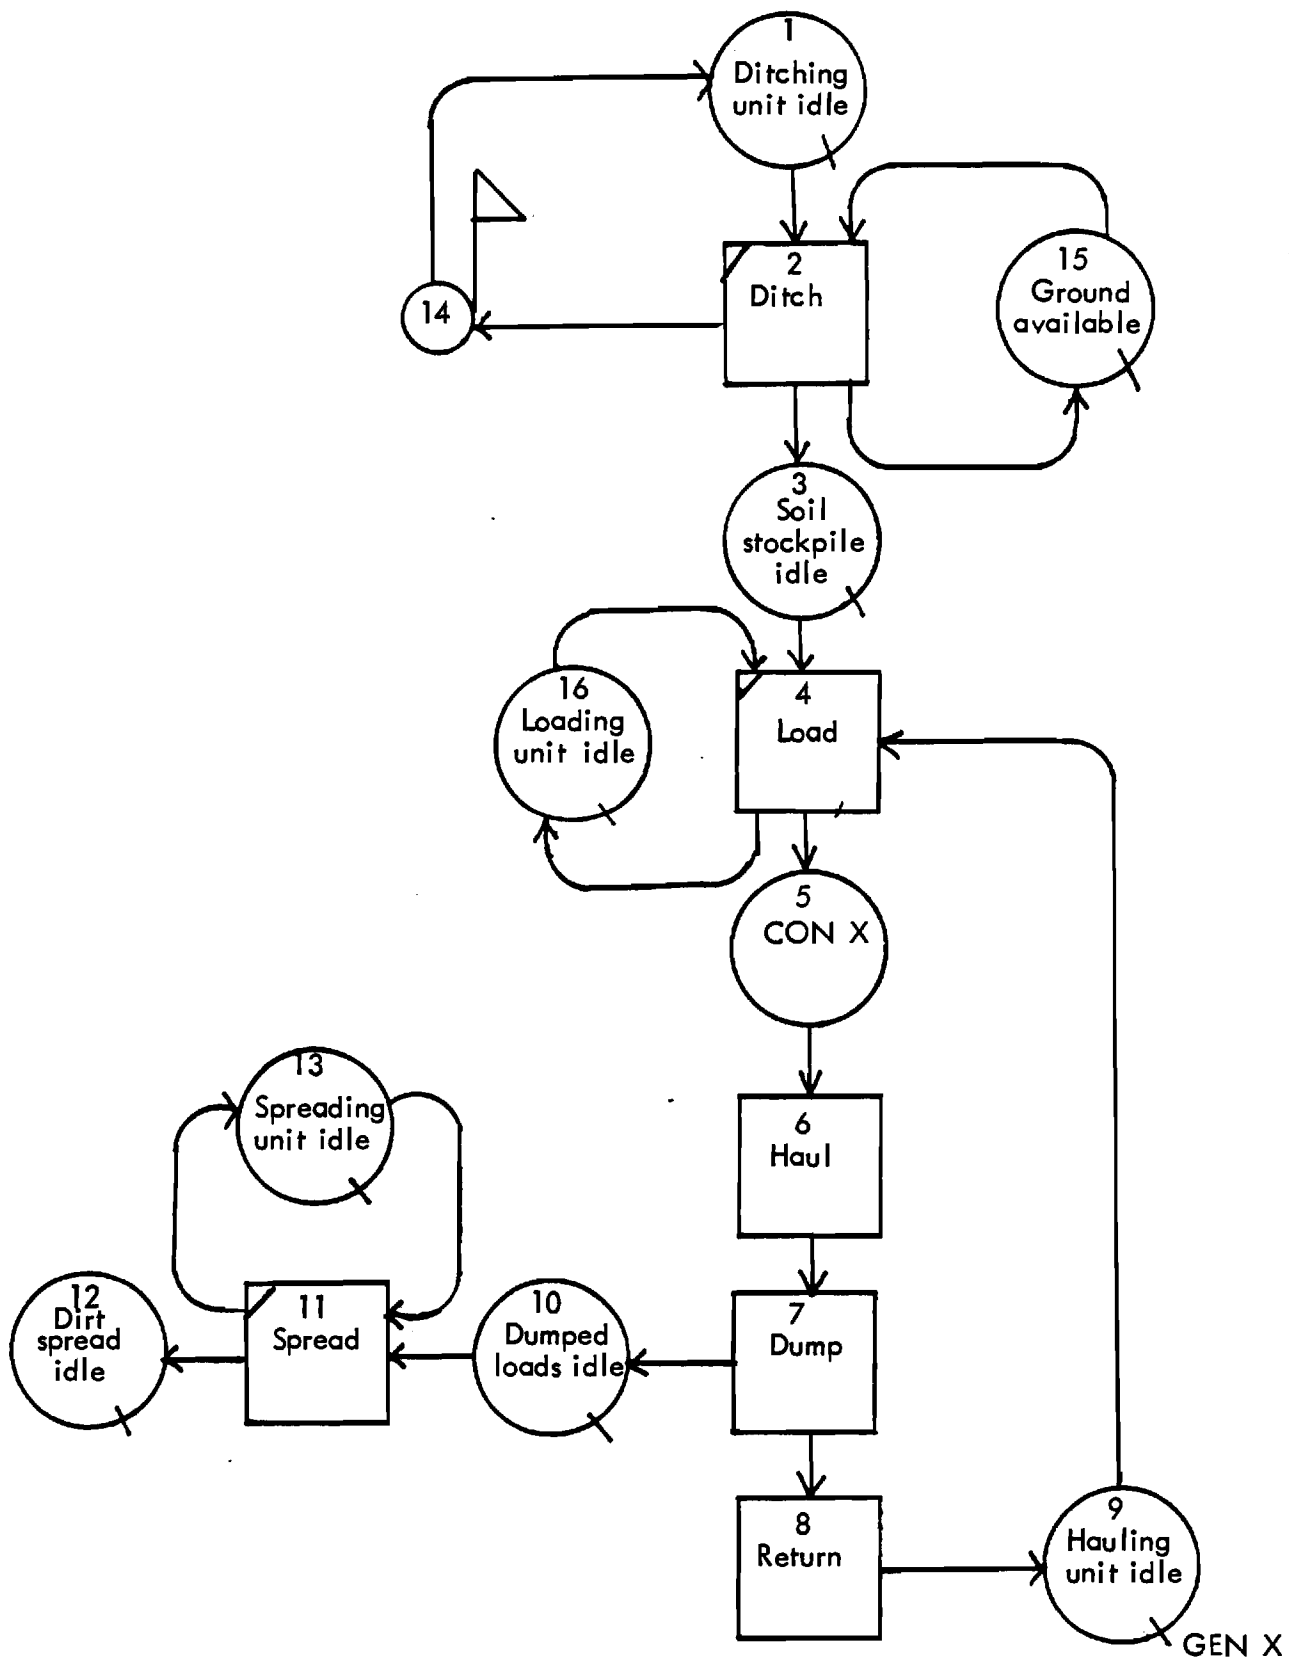 1
Ditching
unit idle
2
Ditch
15
Ground
available
14
3
Soil
stockpile
idle
16
Loading
unit idle
4
Load
5
CON X
13
Spreading
unit idle
6
Haul
12
Dirt
spread
idle
11
Spread
10
Dumped
loads idle
7
Dump
8
Return
9
Hauling
unit idle
GEN X